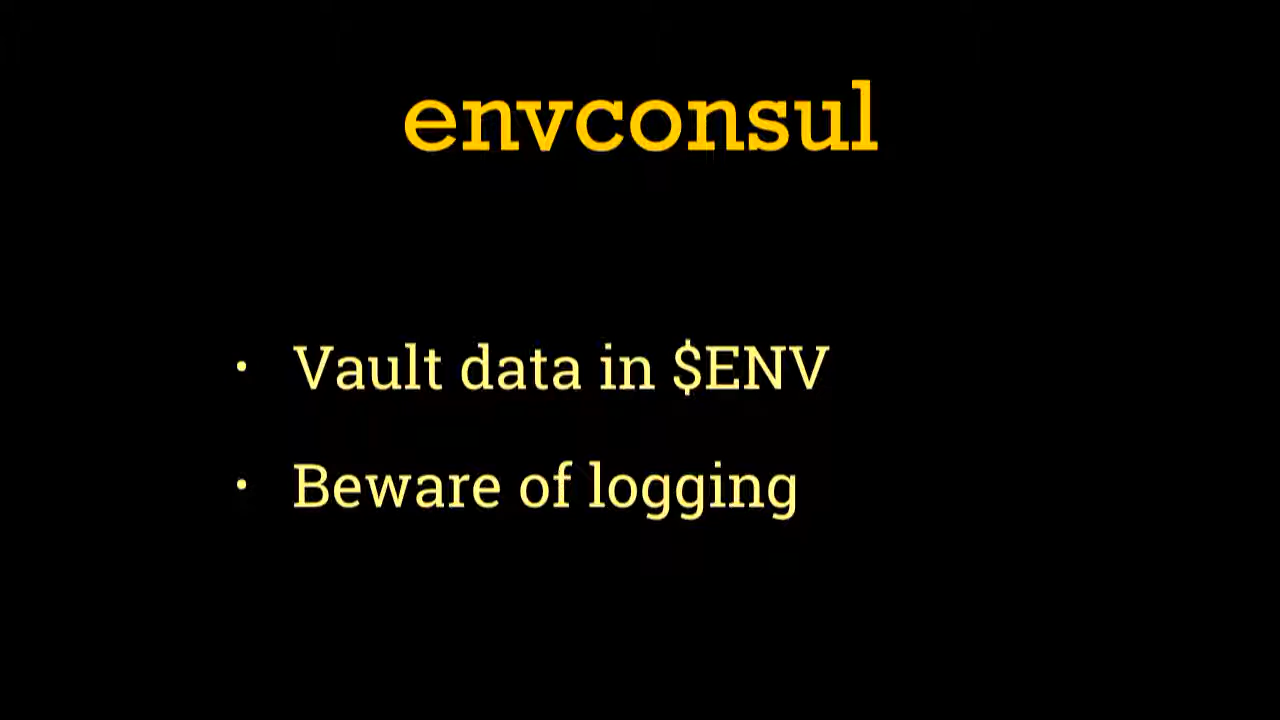 envconsul
• Vault data in $ENV
• Beware of logging